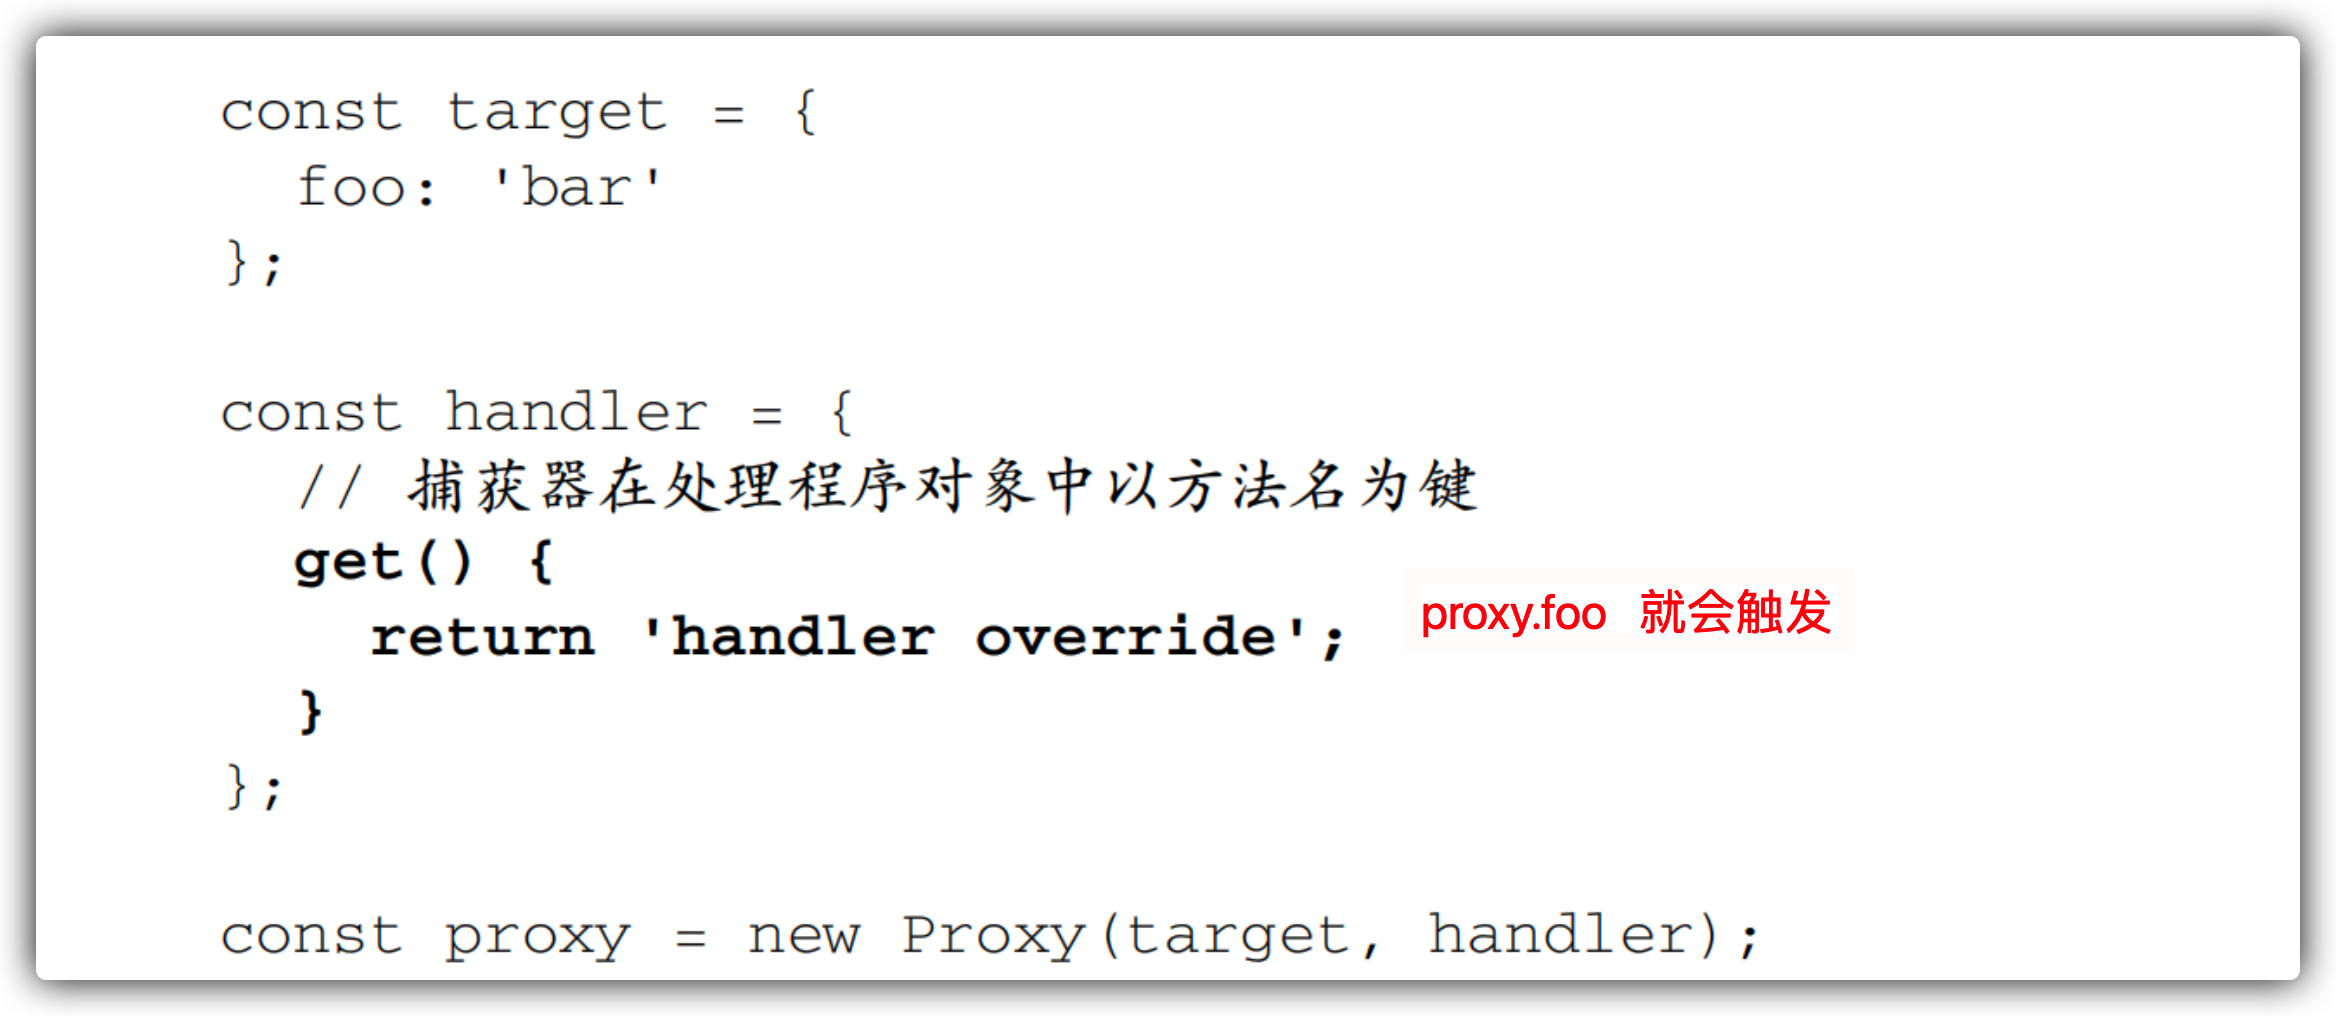 const target = {
  foo: 'bar'
};
const handler = {
  // 捕获器在处理程序对象中以方法名为键
  get() {
    return 'handler override';
proxy.foo 就会触发
  }
};
const proxy = new Proxy(target, handler);